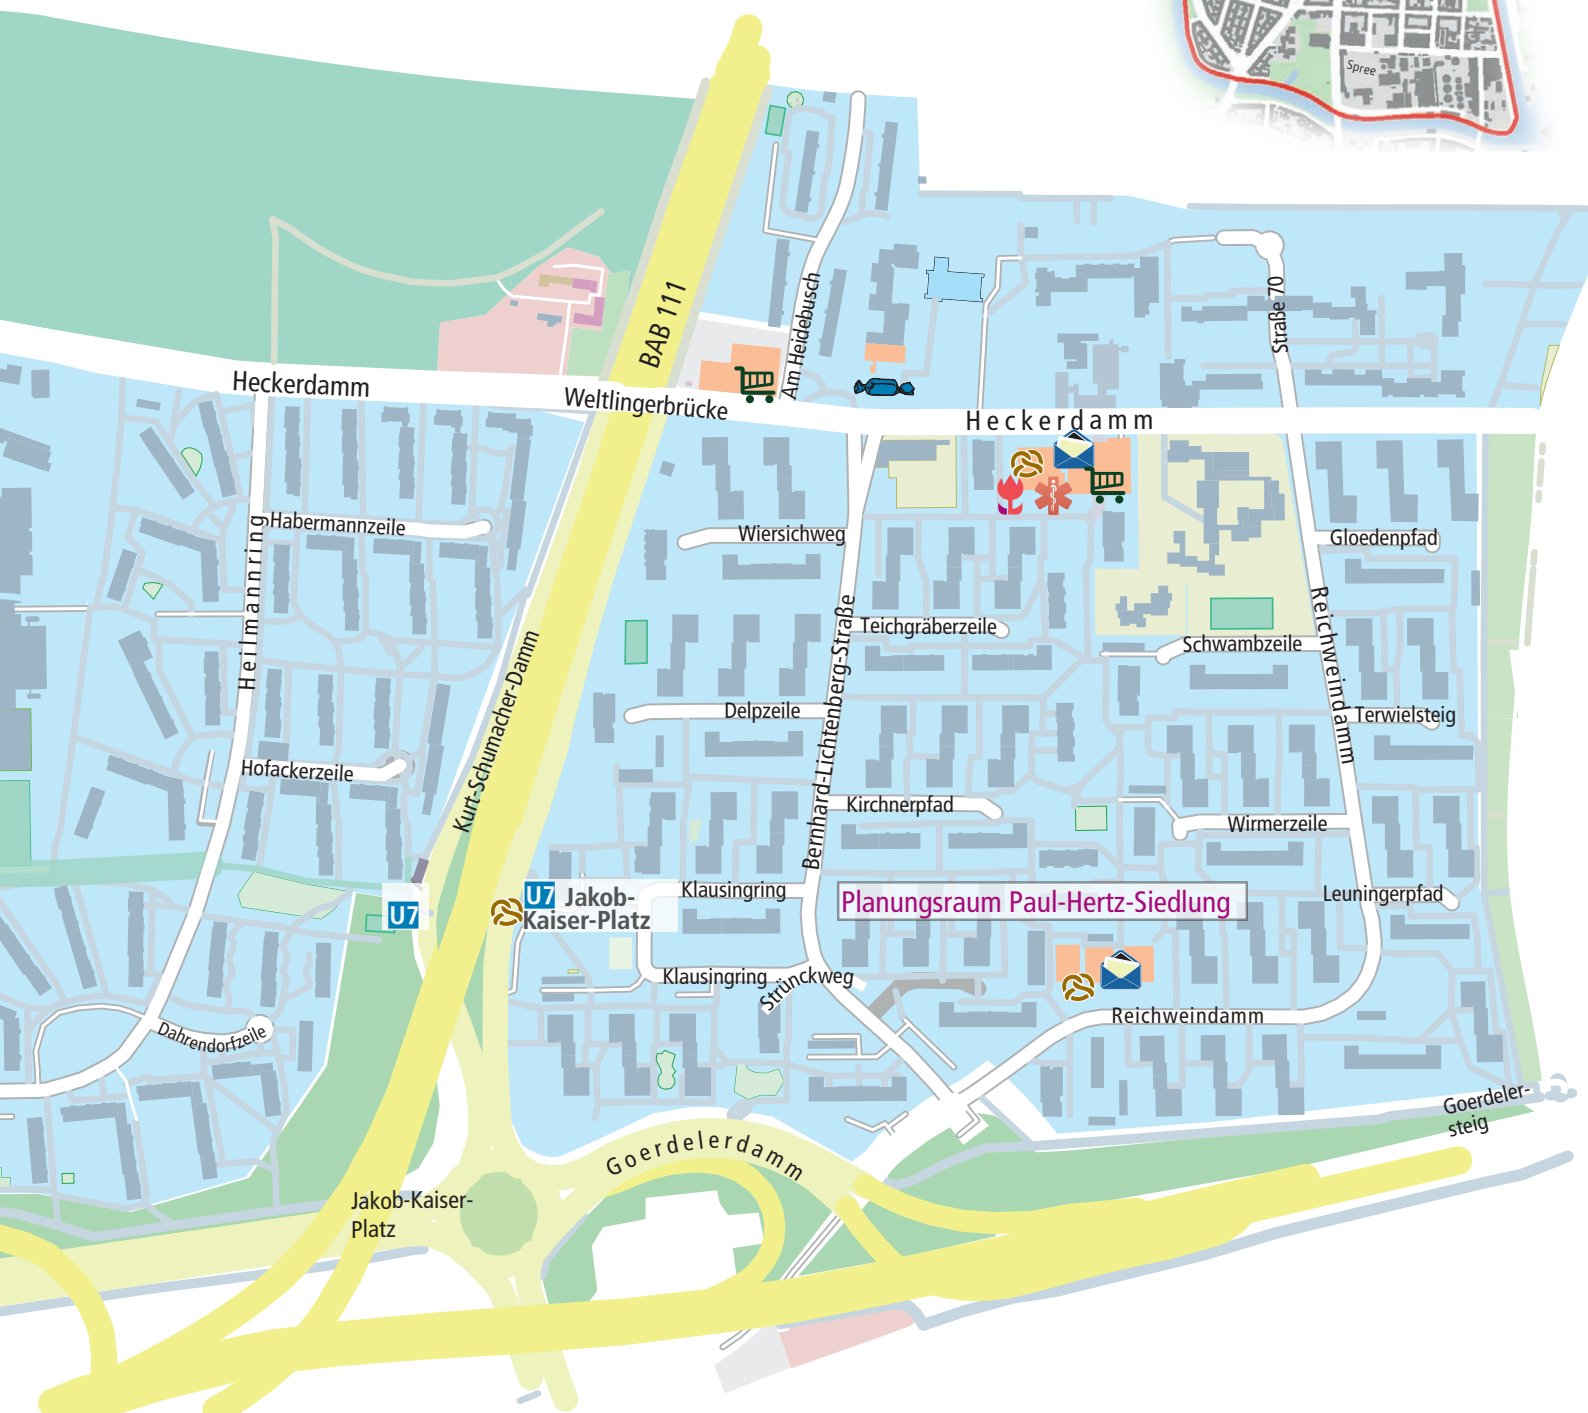 Spree
BAB 111
Am Heidebusch
Straße 70
Heckerdamm
Weltlingerbrücke
Heckerdamm
Habermannzeile
Wiersichweg
Gloedenpfad
Heilmannring
Teichgräberzeile
Schwambzeile
Reichweindamm
Kurt-Schumacher-Damm
Bernhard-Lichtenberg-Straße
Delpzeile
Terwielsteig
Hofackerzeile
Kirchnerpfad
Wirmerzeile
U7
U7 Jakob-
Kaiser-Platz
Klausingring
Planungsraum Paul-Hertz-Siedlung
Leuningerpfad
Klausingring
Strünckweg
Reichweindamm
Dahrendorfzeile
Goerdeler-
steig
Goerdelerdamm
Jakob-Kaiser-
Platz